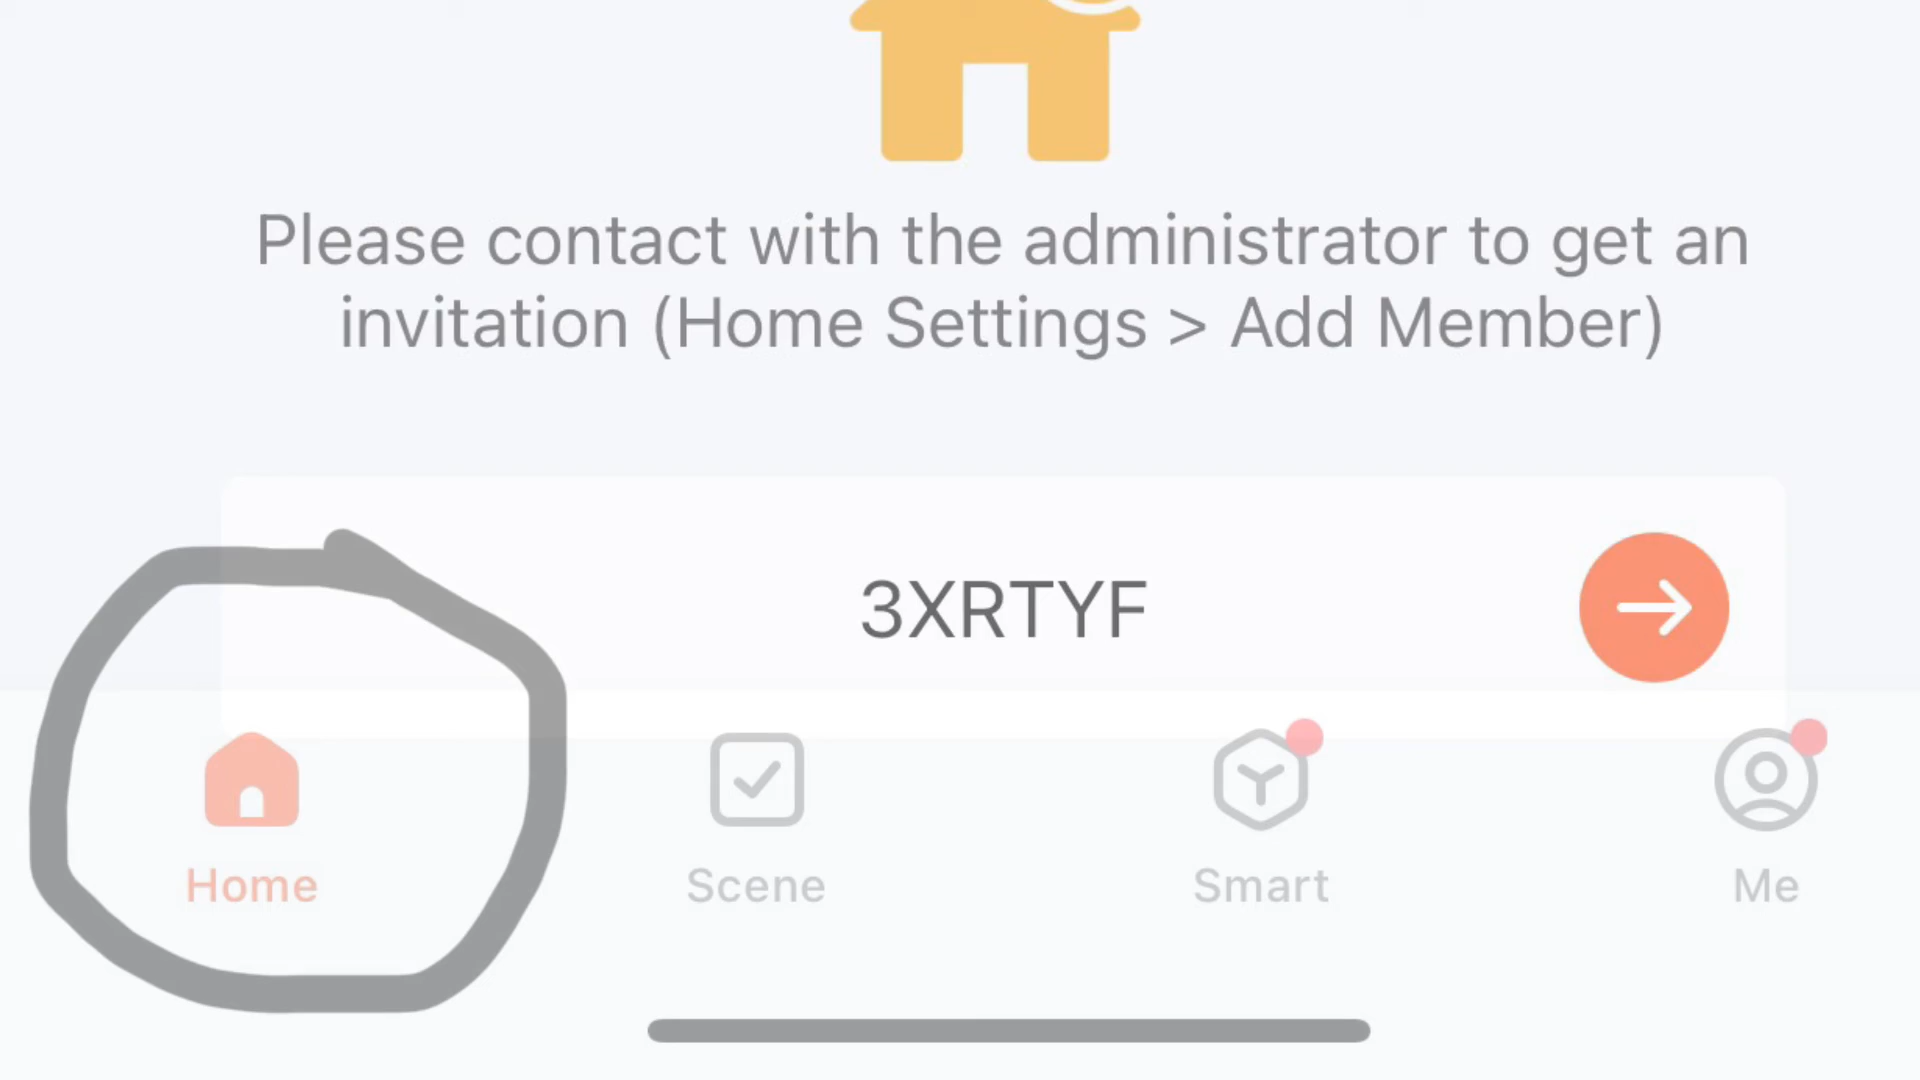 Please contact with the administrator to get an
invitation (Home Settings > Add Member)
3XRTYF
Home Scene Smart Me